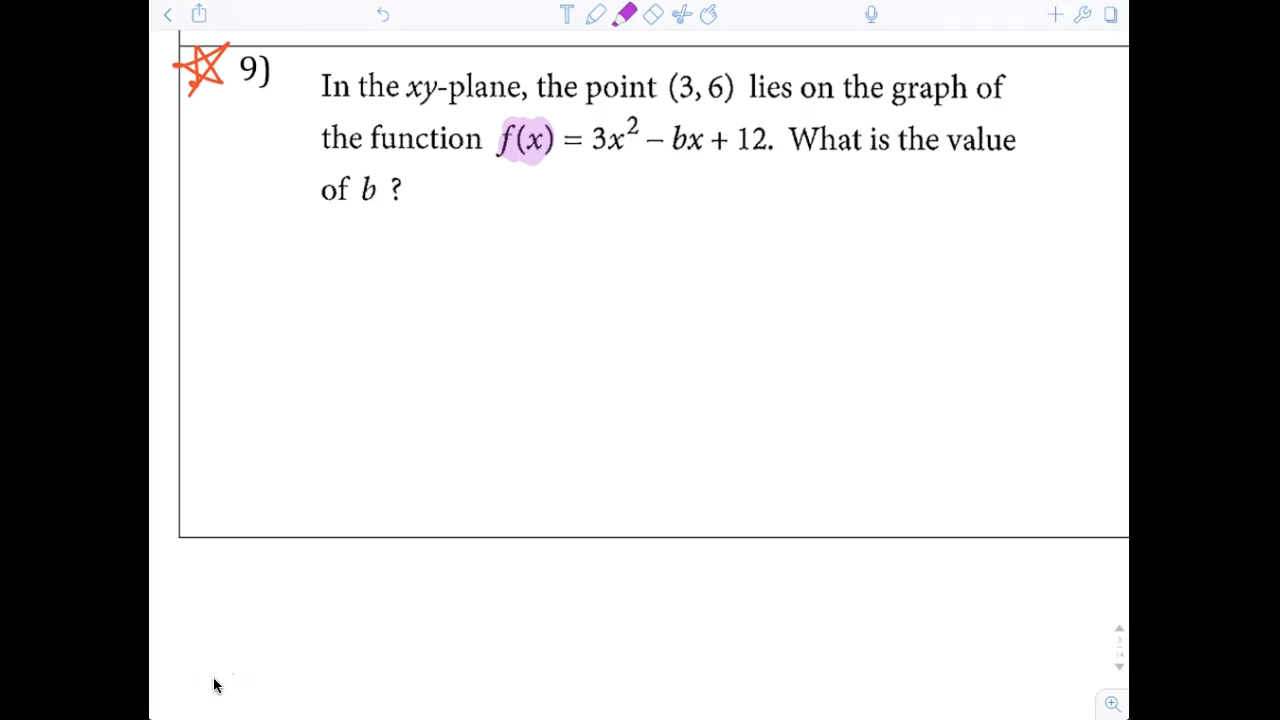 9)
In the xy-plane, the point (3, 6) lies on the graph of
the function f(x) = 3x² – bx + 12. What is the value
of b ?